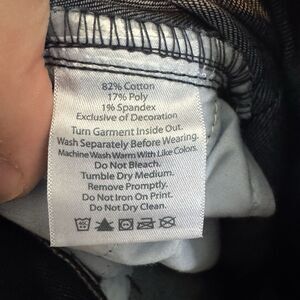 82% Cotton
17% Poly
1% Spandex
Exclusive of Decoration
Turn Garment Inside Out.
Wash Separately Before Wearing.
Machine Wash Warm With Like Colors.
Do Not Bleach.
Tumble Dry Medium.
Remove Promptly.
Do Not Iron On Print.
Do Not Dry Clean.